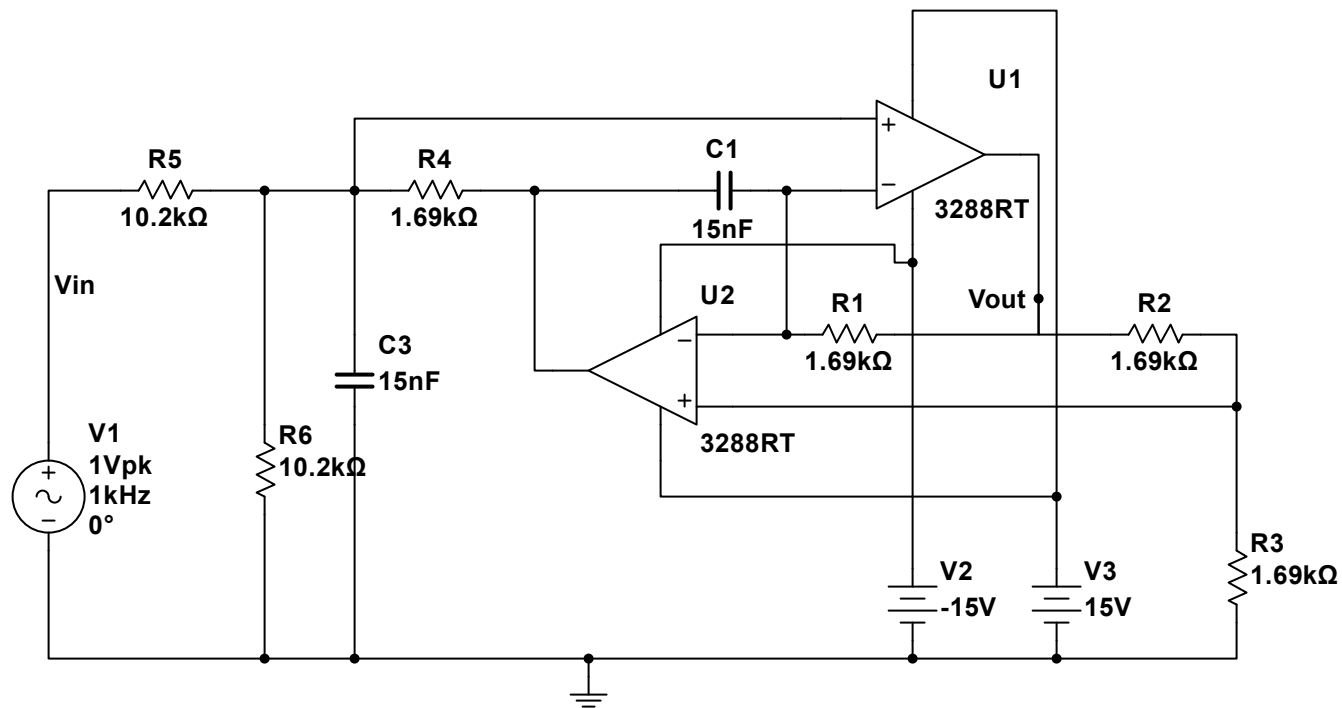 U1
+
−
3288RT
C1
15nF
R4
1.69kΩ
R5
10.2kΩ
Vin
U2
−
+
3288RT
R1
1.69kΩ
Vout
R2
1.69kΩ
C3
15nF
R6
10.2kΩ
V1
1Vpk
1kHz
0°
+
−
V2
-15V
V3
15V
R3
1.69kΩ